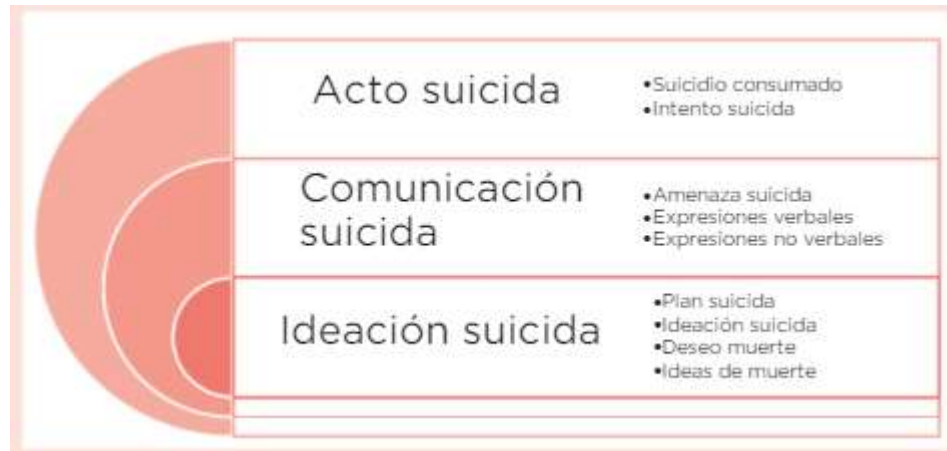 Acto suicida
•Suicidio consumado
•Intento suicida
Comunicación
suicida
•Amenaza suicida
•Expresiones verbales
•Expresiones no verbales
Ideación suicida
•Plan suicida
•Ideación suicida
•Deseo muerte
•Ideas de muerte